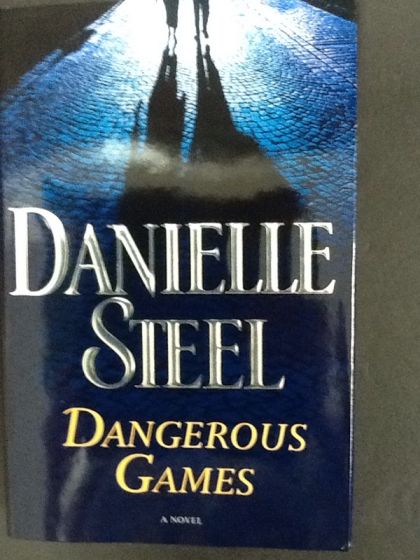 DANIELLE
STEEL
DANGEROUS
GAMES
A NOVEL